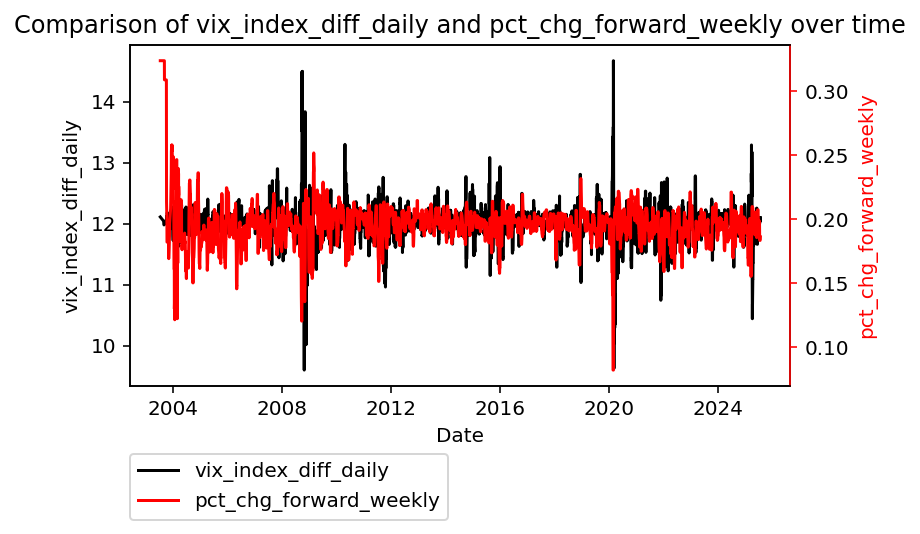 Comparison of vix_index_diff_daily and pct_chg_forward_weekly over time
vix_index_diff_daily
14
13
12
11
10
0.30
0.25
0.20
0.15
0.10
pct_chg_forward_weekly
2004 2008 2012 2016 2020 2024
Date
vix_index_diff_daily
pct_chg_forward_weekly